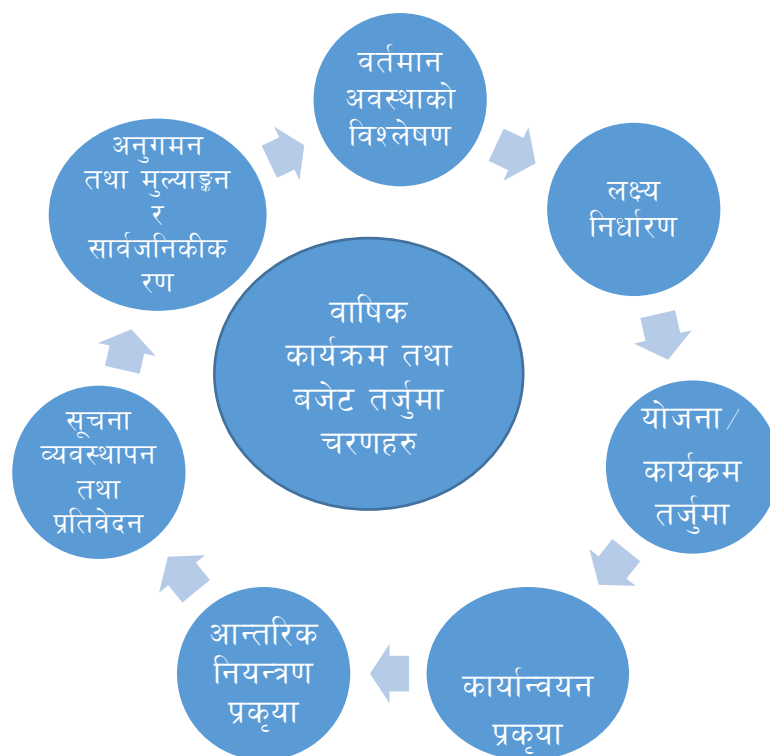 वर्तमान
अवस्थाको
विश्लेषण
लक्ष्य
निर्धारण
योजना/
कार्यक्रम
तर्जुमा
कार्यान्वयन
प्रकृया
आन्तरिक
नियन्त्रण
प्रकृया
सूचना
व्यवस्थापन
तथा
प्रतिवेदन
अनुगमन
तथा मुल्याङ्कन
र
सार्वजनिकीक
रण
वाषिक
कार्यक्रम तथा
बजेट तर्जुमा
चरणहरु